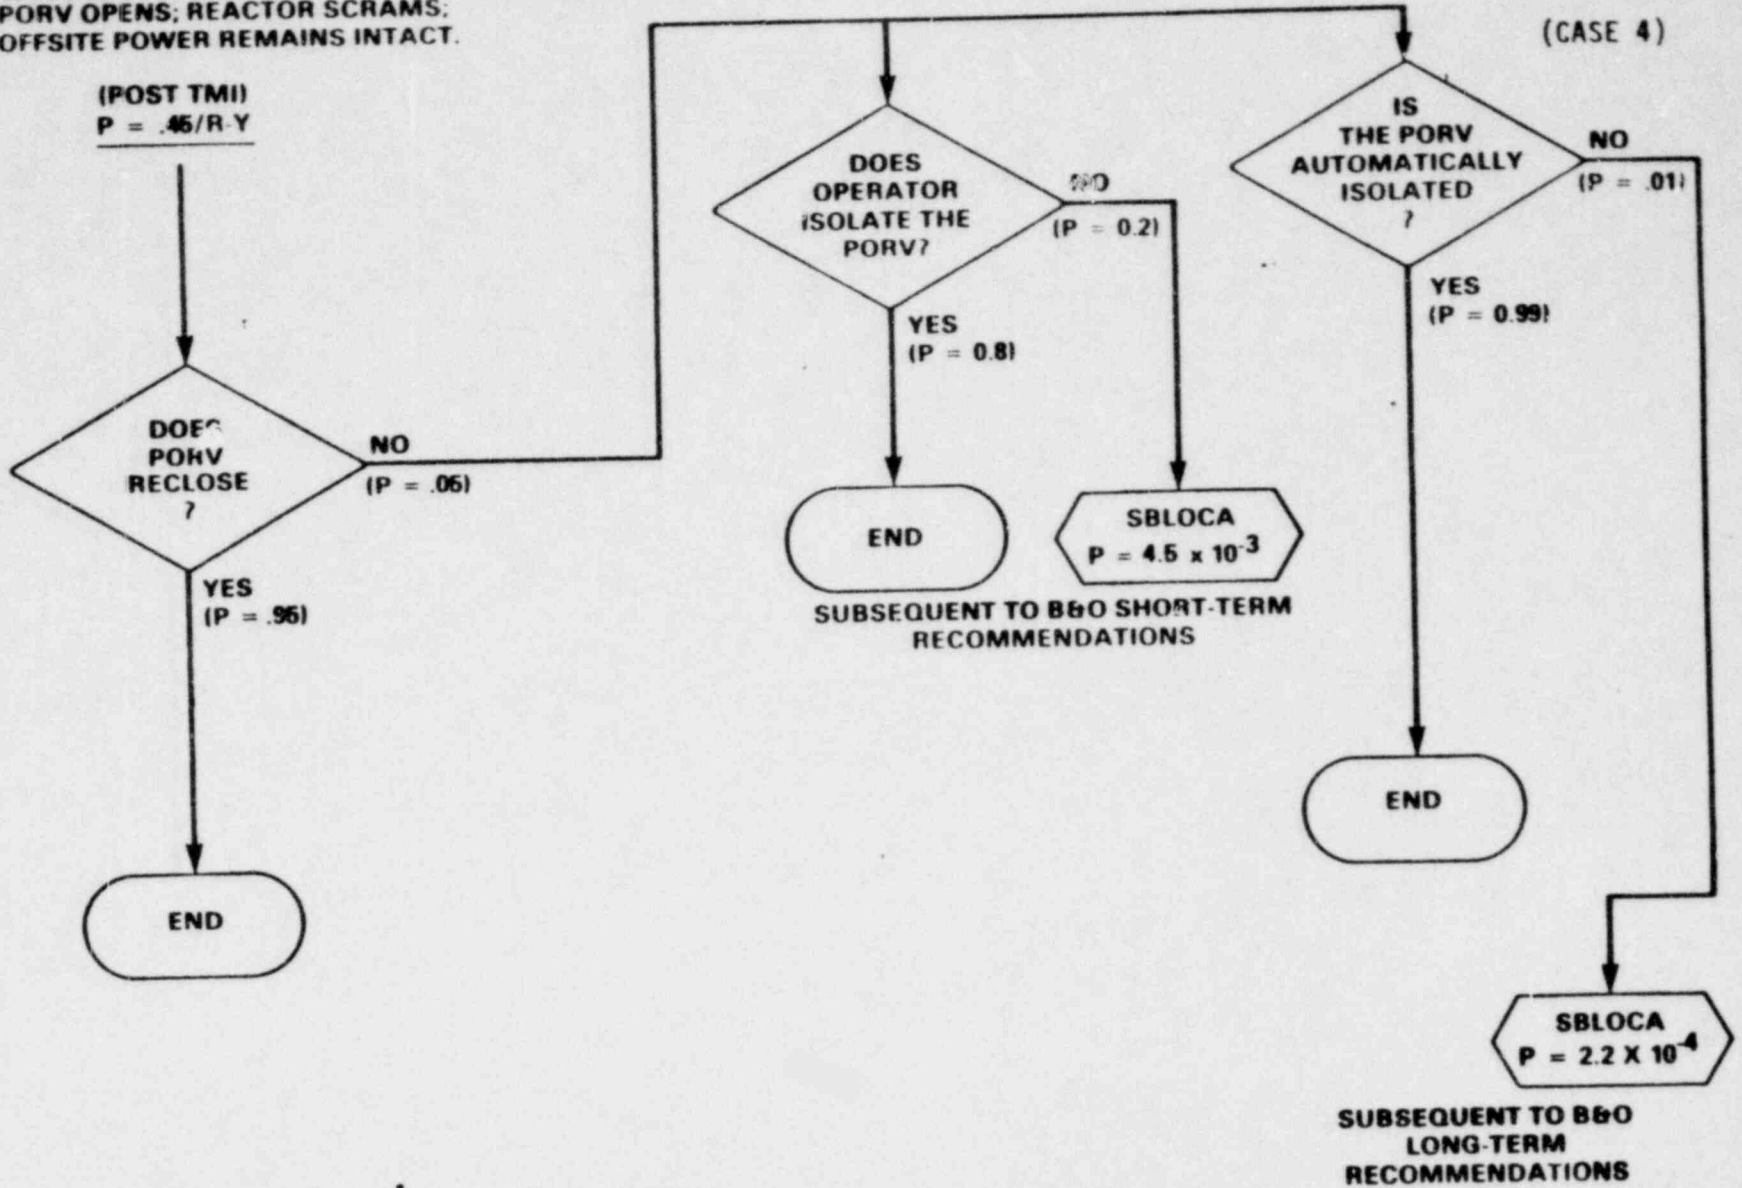 PORV OPENS; REACTOR SCRAMS;
OFFSITE POWER REMAINS INTACT.
(CASE 4)
(POST TMI)
P = .45/R-Y
DOES
PORV
RECLOSE
?
NO
(P = .05)
YES
(P = .95)
END
DOES
OPERATOR
ISOLATE THE
PORV?
NO
(P = 0.2)
YES
(P = 0.8)
END
SBLOCA
P = 4.5 x 10-3
SUBSEQUENT TO B&O SHORT-TERM
RECOMMENDATIONS
IS
THE PORV
AUTOMATICALLY
ISOLATED
?
NO
(P = .01)
YES
(P = 0.99)
END
SBLOCA
P = 2.2 X 10-4
SUBSEQUENT TO B&O
LONG-TERM
RECOMMENDATIONS